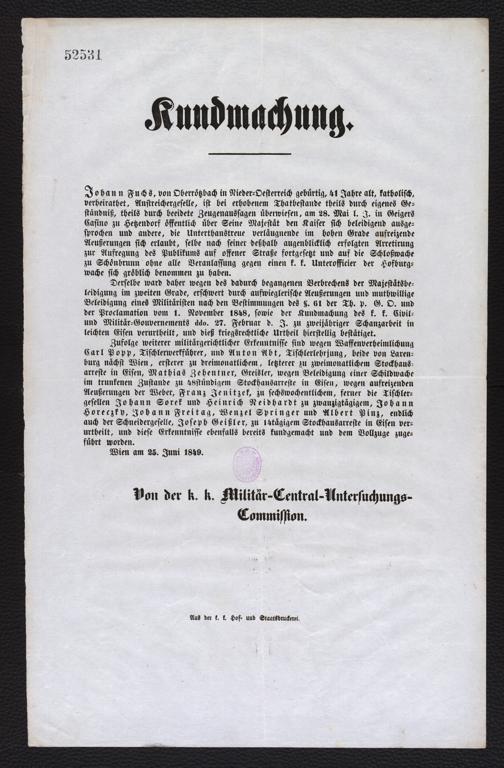 52531
Kundmachung.
Johann Fuchs, von Oberrötzbach in Nieder-Oesterreich gebürtig, 41 Jahre alt, katholisch,
verheirathet, Anstreichergeselle, ist bei erhobenem Thatbestande theils durch eigenes Ge-
ständniß, theils durch beeidete Zeugenaussagen überwiesen, am 28. Mai l. J. in Geigers
Casino zu Hetzendorf öffentlich über Seine Majestät den Kaiser sich beleidigend ausge-
sprochen und andere, die Unterthanstreue verläugnende im hohen Grade aufreizende
Aeußerungen sich erlaubt, selbe nach seiner deßhalb augenblicklich erfolgten Arretirung
zur Aufregung des Publikums auf offener Straße fortgesetzt und auf die Schloßwache
zu Schönbrunn ohne alle Veranlassung gegen einen k. k. Unterofficier der Hofburg-
wache sich gröblich benommen zu haben.
Derselbe ward daher wegen des dadurch begangenen Verbrechens der Majestätsbe-
leidigung im zweiten Grade, erschwert durch aufwieglerische Aeußerungen und muthwillige
Beleidigung eines Militäristen nach den Bestimmungen des §. 61 der Th. p. G. O. und
der Proclamation vom 1. November 1848, sowie der Kundmachung des k. k. Civil-
und Militär-Gouvernements ddo. 27. Februar d. J. zu zweijähriger Schanzarbeit in
leichten Eisen verurtheilt, und dieß kriegsrechtliche Urtheil hierstellig bestätiget.
Zufolge weiterer militärgerichtlicher Erkenntnisse sind wegen Waffenverheimlichung
Carl Popp, Tischlerwerkführer, und Anton Abt, Tischlerlehrjung, beide von Laxen-
burg nächst Wien, ersterer zu dreimonatlichem, letzterer zu zweimonatlichem Stockhaus-
arreste in Eisen, Mathias Zehentner, Greisler, wegen Beleidigung einer Schildwache
im trunkenen Zustande zu 48stündigem Stockhausarreste in Eisen, wegen aufreizenden
Aeußerungen der Weber, Franz Jenitzek, zu sechswochentlichem, ferner die Tischler-
gesellen Johann Sorek und Heinrich Neidhardt zu zwanzigtägigem, Johann
Horeczky, Johann Freitag, Wenzel Springer und Albert Pinz, endlich
auch der Schneidergeselle, Joseph Geißler, zu 14tägigem Stockhausarreste in Eisen ver-
urtheilt, und diese Erkenntnisse ebenfalls bereits kundgemacht und dem Vollzuge zuge-
führt worden.
Wien am 25. Juni 1849.
Von der k. k. Militär-Central-Untersuchungs-
Commission.
Aus der k. k. Hof- und Staatsdruckerei.